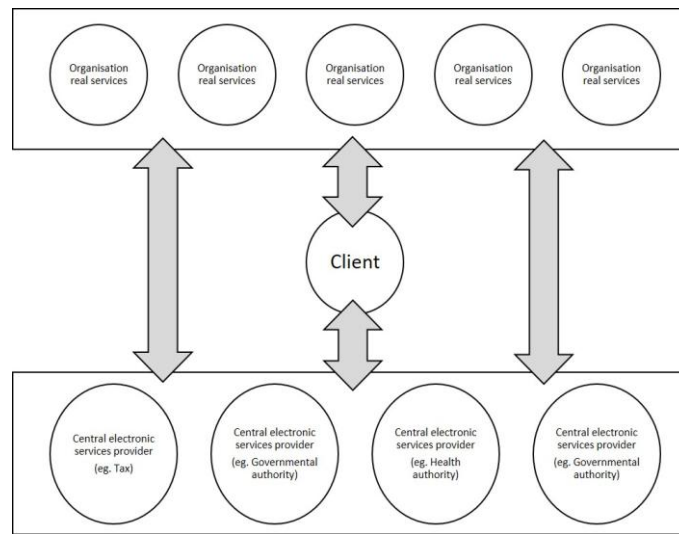 Organisation
real services
Organisation
real services
Organisation
real services
Organisation
real services
Organisation
real services
Client
Central electronic
services provider
(eg. Tax)
Central electronic
services provider
(eg. Governmental
authority)
Central electronic
services provider
(eg. Health
authority)
Central electronic
services provider
(eg. Governmental
authority)